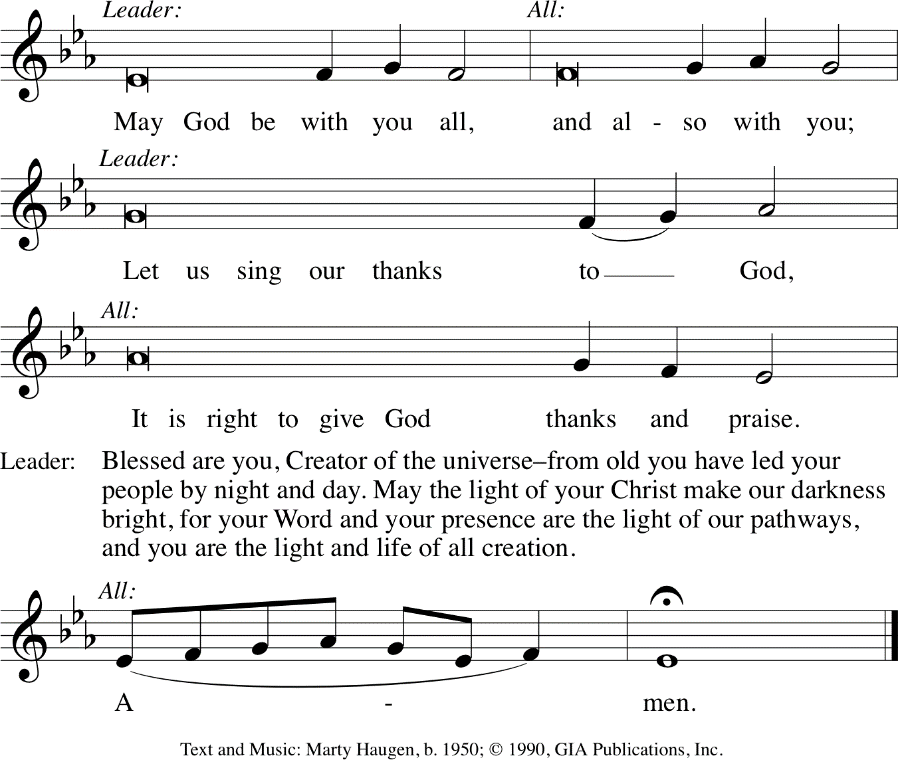 Leader: All:
May God be with you all, and al - so with you;
Leader:
Let us sing our thanks to God,
All:
It is right to give God thanks and praise.
Leader: Blessed are you, Creator of the universe–from old you have led your
people by night and day. May the light of your Christ make our darkness
bright, for your Word and your presence are the light of our pathways,
and you are the light and life of all creation.
All:
A - men.
Text and Music: Marty Haugen, b. 1950; © 1990, GIA Publications, Inc.